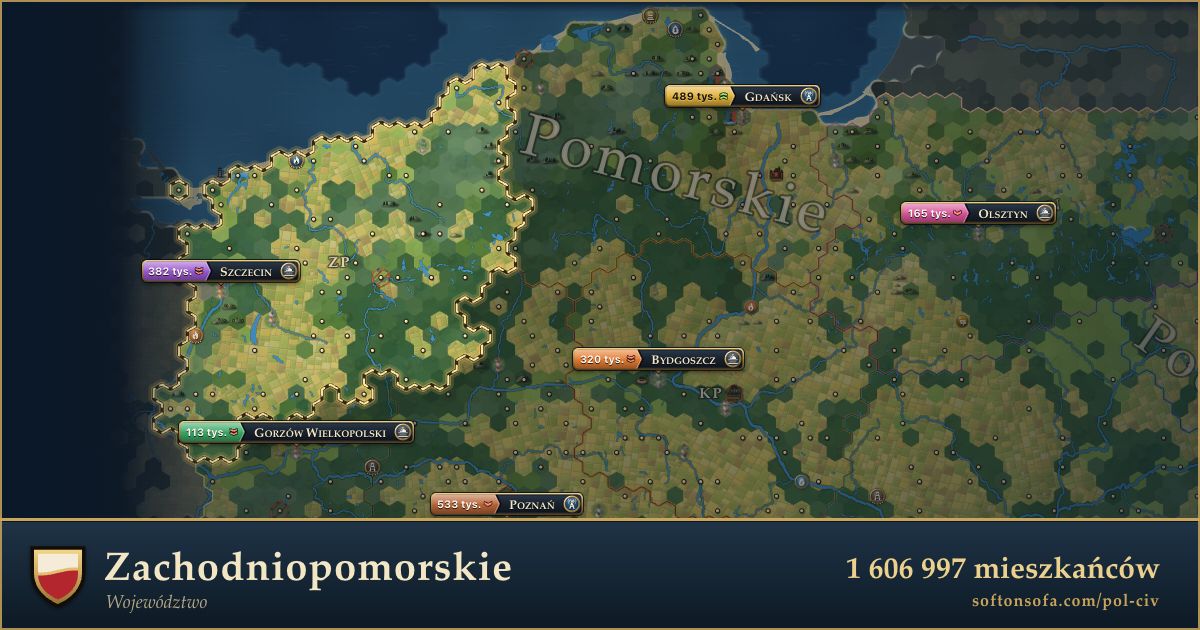 489 tys. GDAŃSK
Pomorskie
165 tys. OLSZTYN
ZP
382 tys. SZCZECIN
Po
320 tys. BYDGOSZCZ
KP
113 tys. GORZÓW WIELKOPOLSKI
533 tys. POZNAŃ
Zachodniopomorskie
1 606 997 mieszkańców
Województwo
softonsofa.com/pol-civ